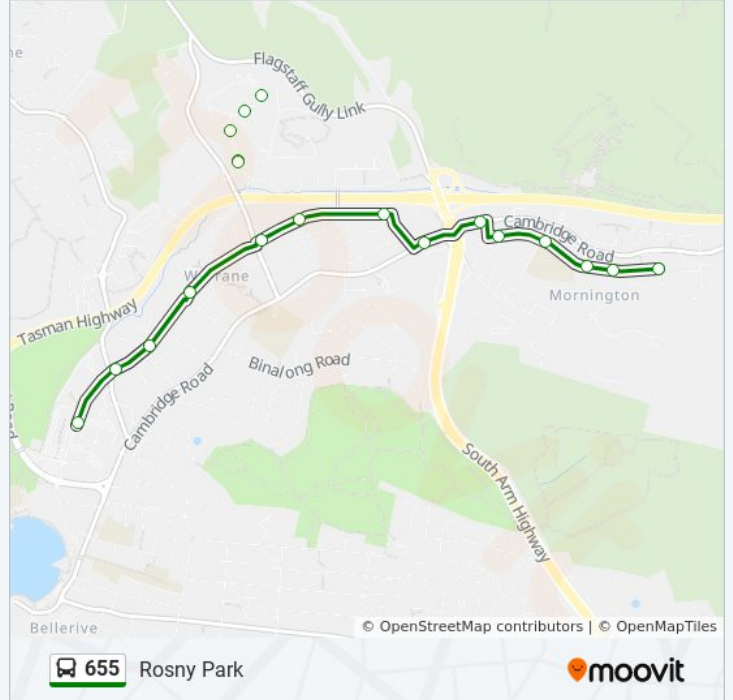 Flagstaff Gully Link
Cambridge Road
Mornington
Tasman Highway
Binalong Road
Cambridge Road
South Arm Highway
© OpenStreetMap contributors | © OpenMapTiles
Bellerive
655 Rosny Park
moovit